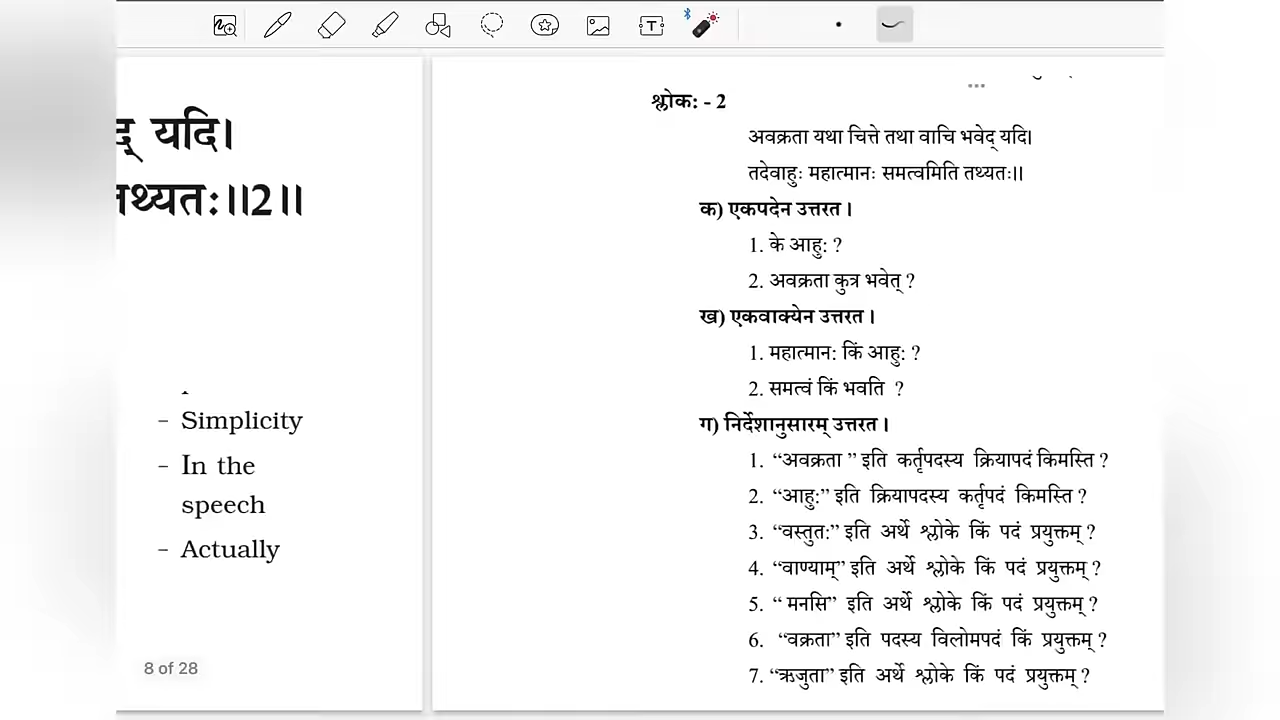 द् यदि।
तथ्यतः॥2॥
- Simplicity
- In the
speech
- Actually
8 of 28
श्लोक: - 2
अवक्रता यथा चित्ते तथा वाचि भवेद् यदि।
तदेवाहुः महात्मानः समत्वमिति तथ्यतः॥
क) एकपदेन उत्तरत ।
1. के आहु: ?
2. अवक्रता कुत्र भवेत् ?
ख) एकवाक्येन उत्तरत ।
1. महात्मान: किं आहु: ?
2. समत्वं किं भवति ?
ग) निर्देशानुसारम् उत्तरत ।
1. “अवक्रता ” इति कर्तृपदस्य क्रियापदं किमस्ति ?
2. “आहु:” इति क्रियापदस्य कर्तृपदं किमस्ति ?
3. “वस्तुत:” इति अर्थे श्लोके किं पदं प्रयुक्तम् ?
4. “वाण्याम्” इति अर्थे श्लोके किं पदं प्रयुक्तम् ?
5. “ मनसि” इति अर्थे श्लोके किं पदं प्रयुक्तम् ?
6. “वक्रता” इति पदस्य विलोमपदं किं प्रयुक्तम् ?
7. “ऋजुता” इति अर्थे श्लोके किं पदं प्रयुक्तम् ?